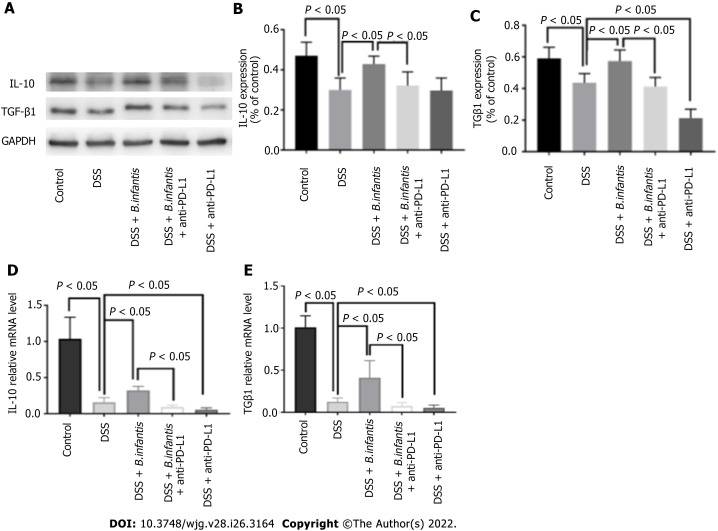 A
IL-10
TGF-β1
GAPDH
Control
DSS
DSS + B.infantis
DSS + B.infantis
+ anti-PD-L1
DSS + anti-PD-L1
B
IL-10 expression
(% of control)
0.6
0.4
0.2
0.0
P < 0.05
P < 0.05
P < 0.05
Control
DSS
DSS + B.infantis
DSS + B.infantis
+ anti-PD-L1
DSS + anti-PD-L1
C
TGβ1 expression
(% of control)
0.8
0.6
0.4
0.2
0.0
P < 0.05
P < 0.05
P < 0.05
P < 0.05
Control
DSS
DSS + B.infantis
DSS + B.infantis
+ anti-PD-L1
DSS + anti-PD-L1
D
IL-10 relative mRNA level
1.5
1.0
0.5
0.0
P < 0.05
P < 0.05
P < 0.05
P < 0.05
Control
DSS
DSS + B.infantis
DSS + B.infantis
+ anti-PD-L1
DSS + anti-PD-L1
E
TGβ1 relative mRNA level
1.5
1.0
0.5
0.0
P < 0.05
P < 0.05
P < 0.05
P < 0.05
Control
DSS
DSS + B.infantis
DSS + B.infantis
+ anti-PD-L1
DSS + anti-PD-L1
DOI: 10.3748/wjg.v28.i26.3164 Copyright ©The Author(s) 2022.